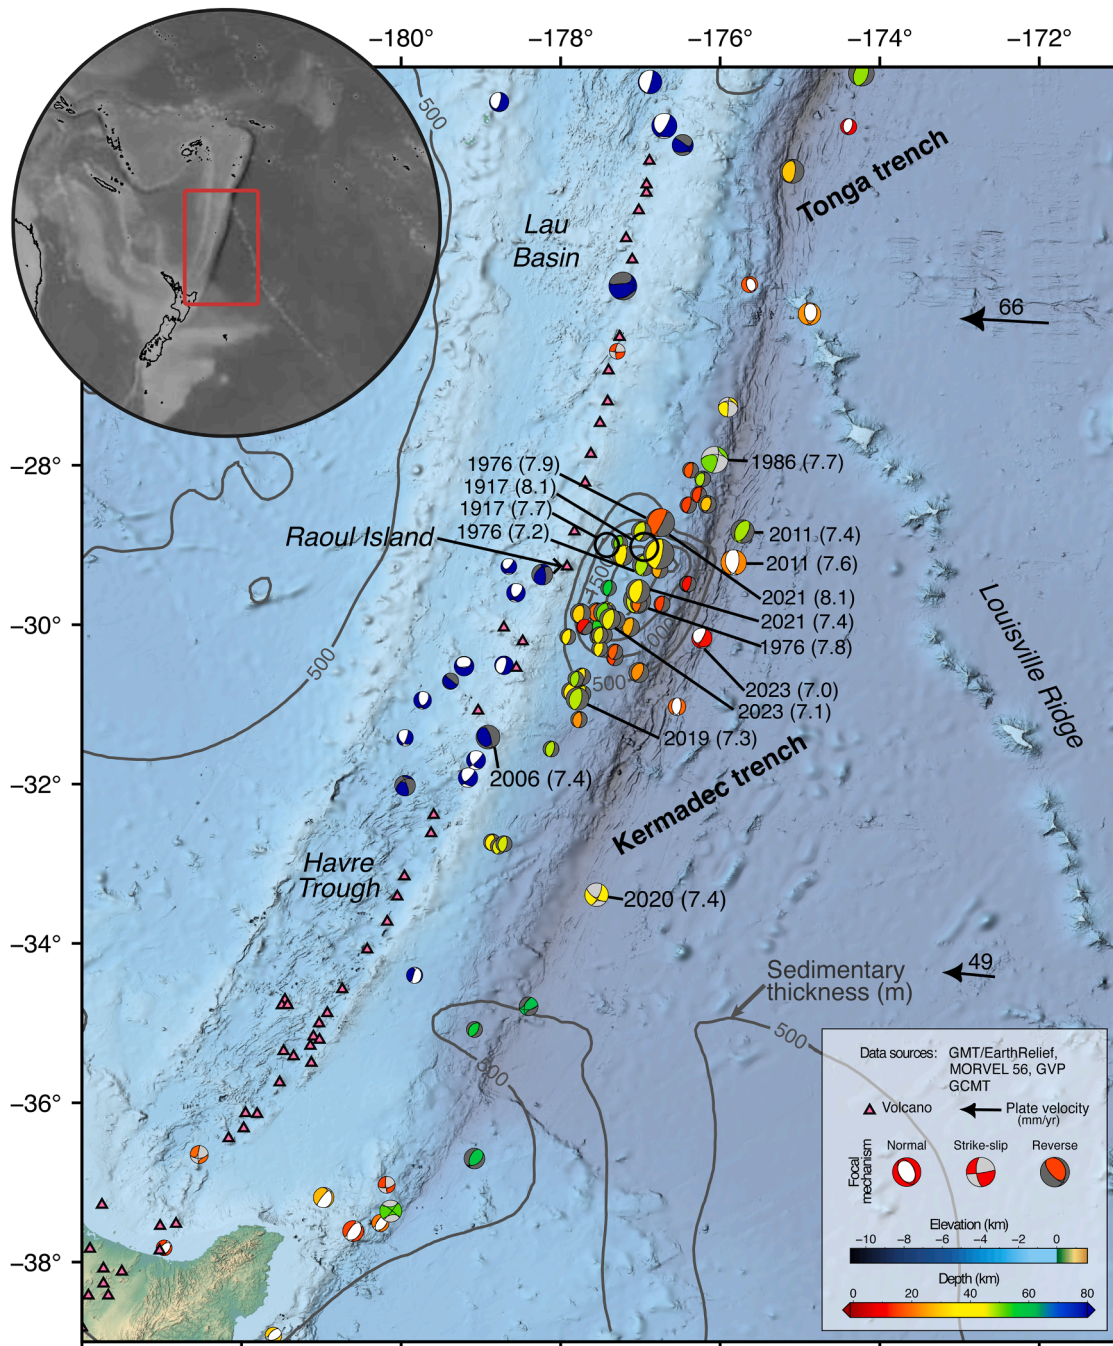 −180°
−178°
−176°
−174°
−172°
500
Tonga trench
Lau
Basin
66
−28°
1976 (7.9)
1917 (8.1)
1917 (7.7)
1976 (7.2)
1986 (7.7)
Raoul Island
2011 (7.4)
2011 (7.6)
2021 (8.1)
2021 (7.4)
1976 (7.8)
−30°
500
500
2023 (7.0)
2023 (7.1)
2019 (7.3)
Louisville Ridge
−32°
2006 (7.4)
Kermadec trench
Havre
Trough
2020 (7.4)
−34°
49
Sedimentary
thickness (m)
500
500
−36°
−38°
Data sources: GMT/EarthRelief,
MORVEL 56, GVP
GCMT
Volcano
Plate velocity
(mm/yr)
Focal
mechanism
Normal
Strike-slip
Reverse
Elevation (km)
−10 −8 −6 −4 −2 0
Depth (km)
0 20 40 60 80